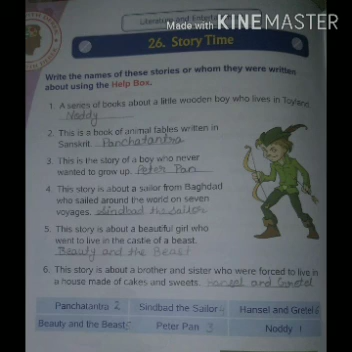 Literature and Entert
Made with KINEMASTER
26. Story Time
Write the names of these stories or whom they were written
about using the Help Box.
1. A series of books about a little wooden boy who lives in Toyland.
Noddy
2. This is a book of animal fables written in
Sanskrit. Panchatantra
3. This is the story of a boy who never
wanted to grow up. Peter Pan
4. This story is about a sailor from Baghdad
who sailed around the world on seven
voyages. Sindbad the Sailor
5. This story is about a beautiful girl who
went to live in the castle of a beast.
Beauty and the Beast
6. This story is about a brother and sister who were forced to live in
a house made of cakes and sweets. Hansel and Gretel
Panchatantra 2 Sindbad the Sailor 4 Hansel and Gretel 6
Beauty and the Beast 5 Peter Pan 3 Noddy 1